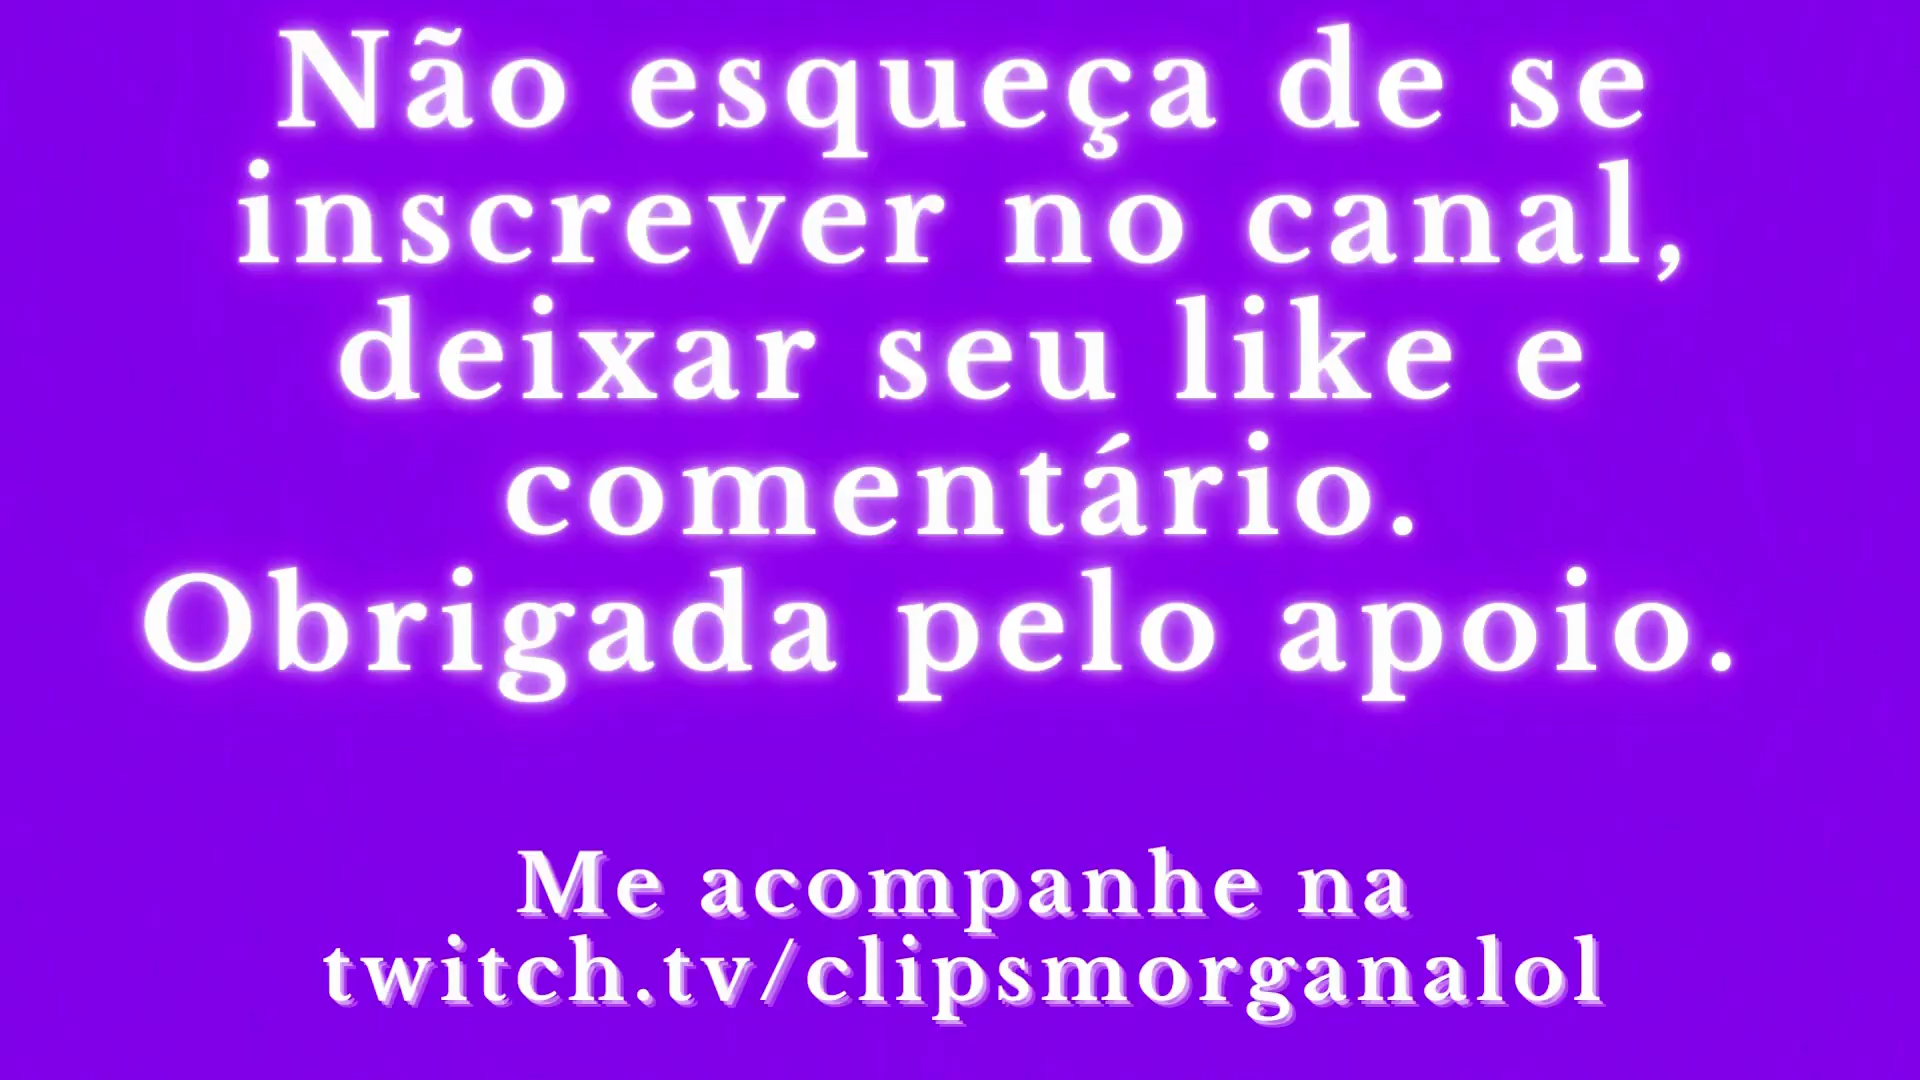 Não esqueça de se
inscrever no canal,
deixar seu like e
comentário.
Obrigada pelo apoio.
Me acompanhe na
twitch.tv/clipsmorganalol